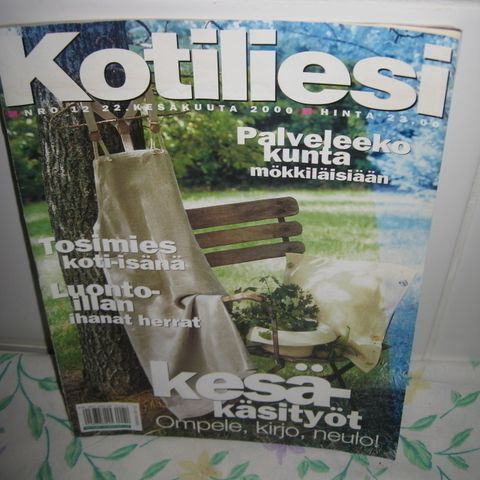 Kotiliesi
NRO 12 22. KESÄKUUTA 2000 HINTA 23,00
Palveleeko
kunta
mökkiläisiään
Tosimies
koti-isänä
Luonto-
illan
ihanat herrat
kesä-
käsityöt
Ompele, kirjo, neulo!